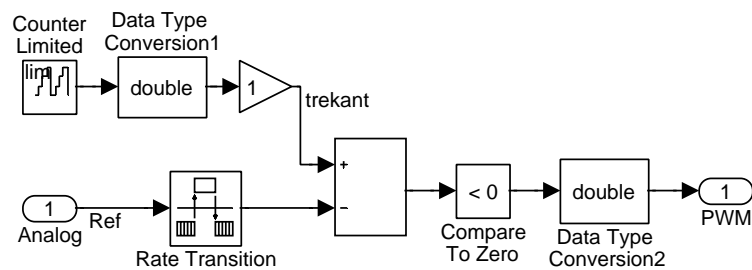 Counter
Limited
Data Type
Conversion1
lim
double
1
trekant
+
−
1
Analog
Ref
Rate Transition
< 0
Compare
To Zero
double
Data Type
Conversion2
1
PWM